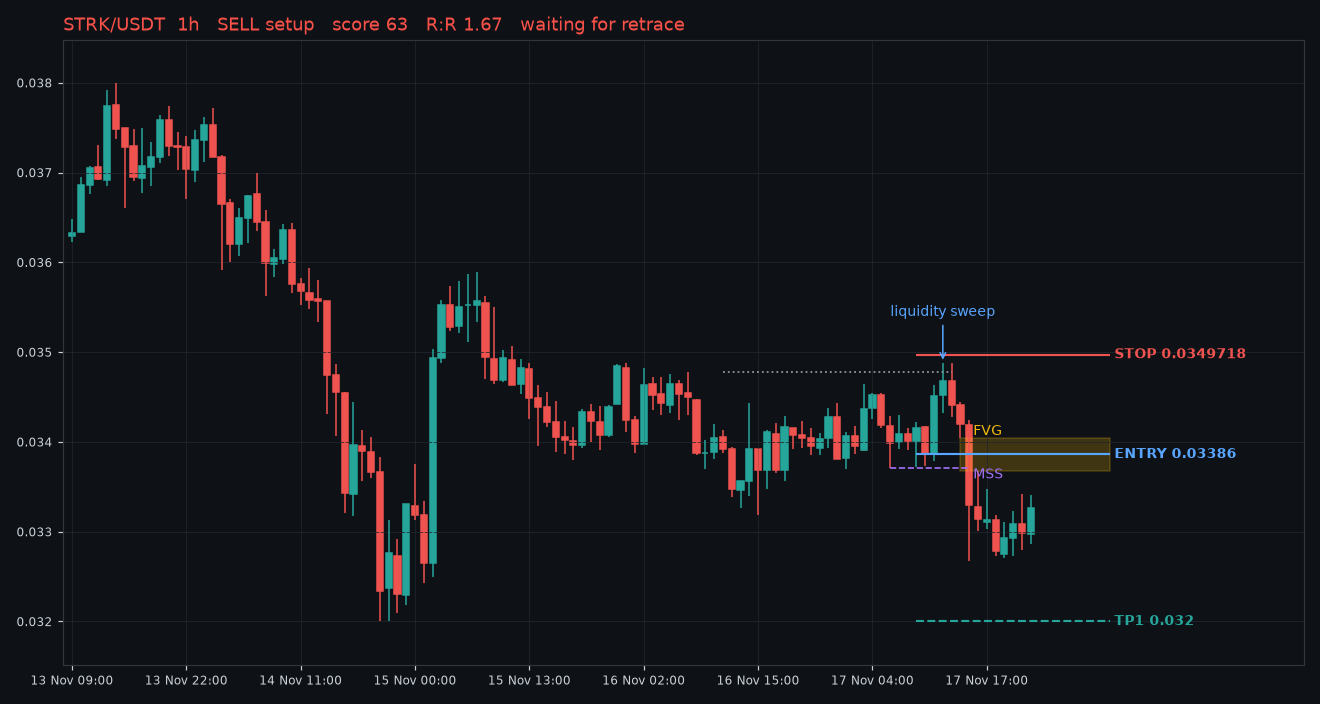 STRK/USDT 1h SELL setup score 63 R:R 1.67 waiting for retrace
0.038
0.037
0.036
0.035
0.034
0.033
0.032
liquidity sweep
STOP 0.0349718
FVG
ENTRY 0.03386
MSS
TP1 0.032
13 Nov 09:00
13 Nov 22:00
14 Nov 11:00
15 Nov 00:00
15 Nov 13:00
16 Nov 02:00
16 Nov 15:00
17 Nov 04:00
17 Nov 17:00